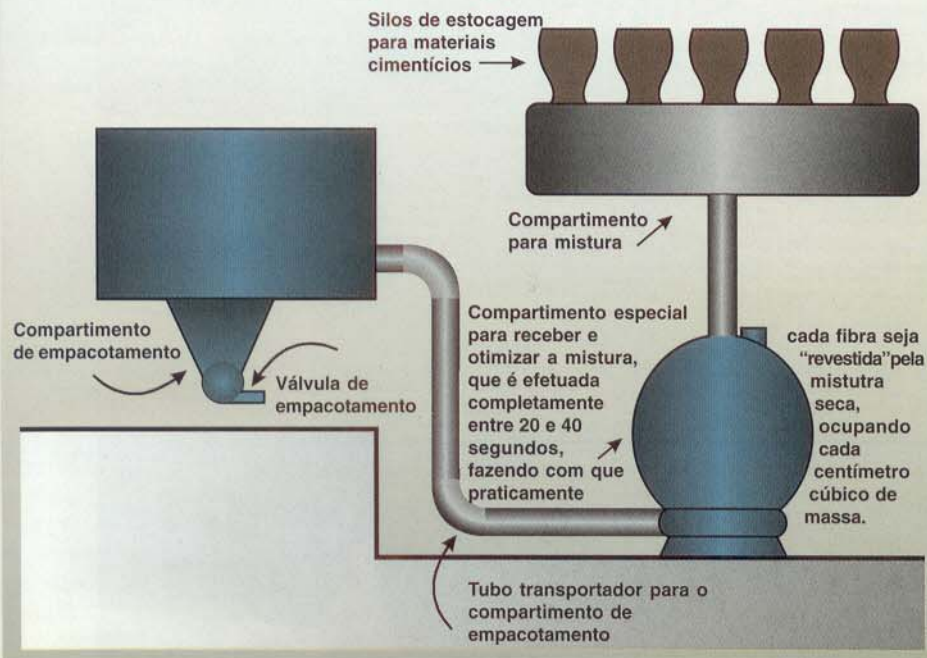 Silos de estocagem
para materiais
cimentícios
Compartimento
para mistura
Compartimento
de empacotamento
Válvula de
empacotamento
Compartimento especial
para receber e
otimizar a mistura,
que é efetuada
completamente
entre 20 e 40
segundos,
fazendo com que
praticamente
cada fibra seja
"revestida"pela
mistutra
seca,
ocupando
cada
centímetro
cúbico de
massa.
Tubo transportador para o
compartimento de
empacotamento